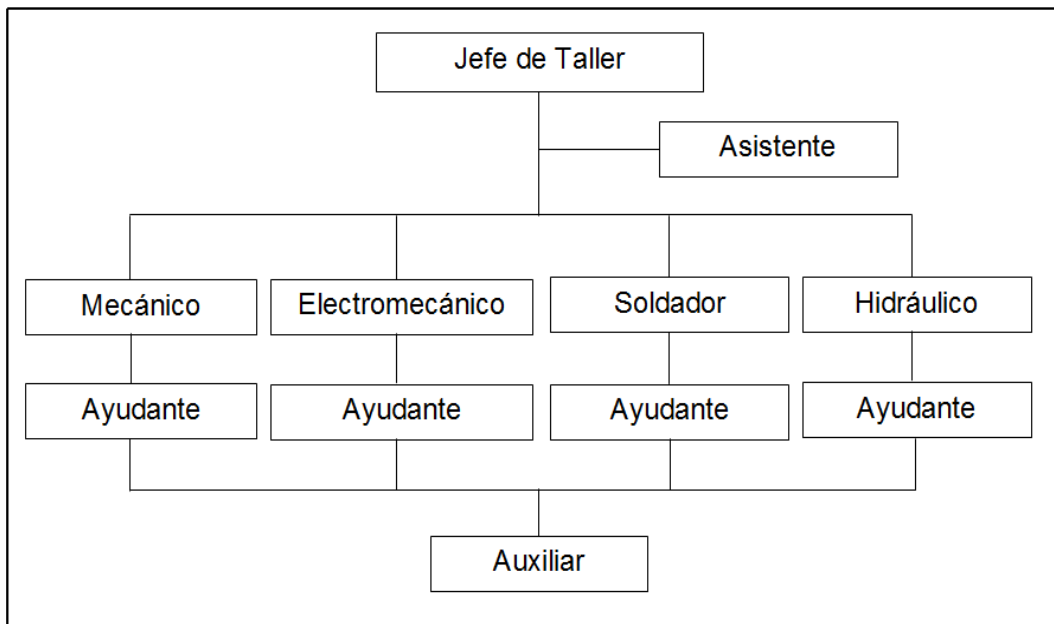 Jefe de Taller
Asistente
Mecánico
Electromecánico
Soldador
Hidráulico
Ayudante
Ayudante
Ayudante
Ayudante
Auxiliar